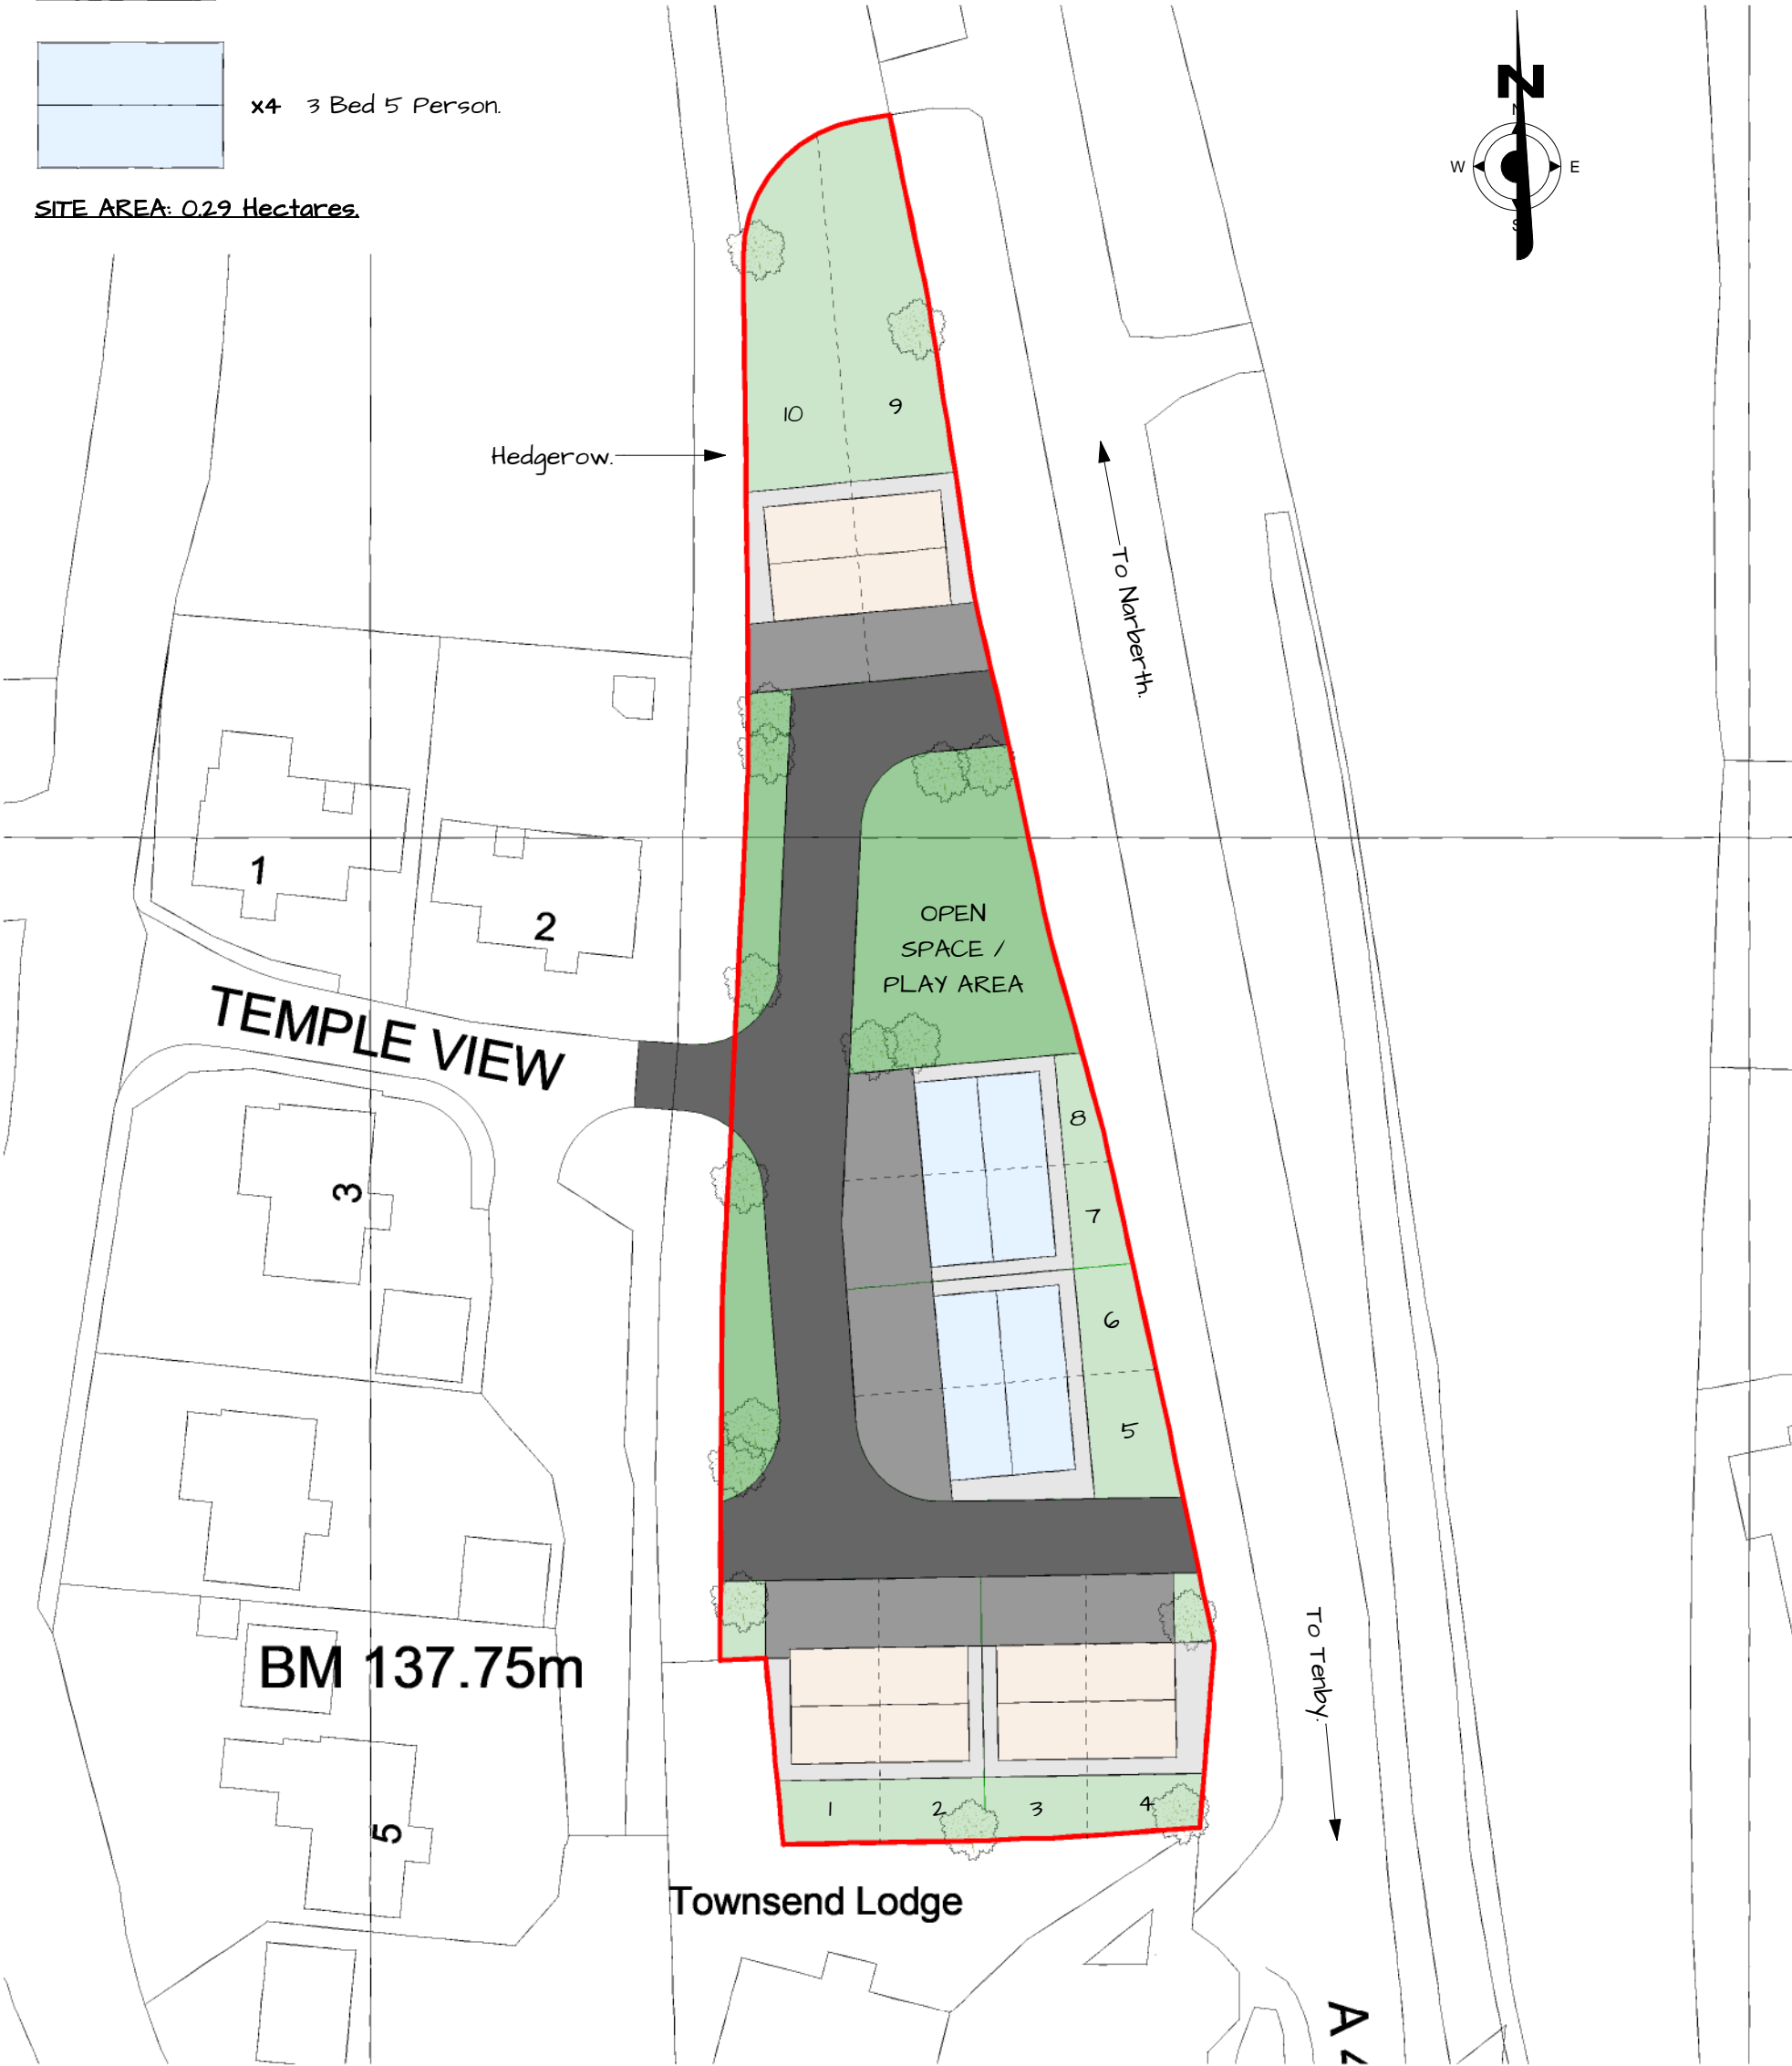 x4 3 Bed 5 Person.
SITE AREA: 0.29 Hectares.
N
N
W
E
S
10
9
Hedgerow.
To Narberth.
1
2
OPEN
SPACE /
PLAY AREA
TEMPLE VIEW
8
3
7
6
5
To Tenby.
BM 137.75m
1
2
3
4
5
Townsend Lodge
A